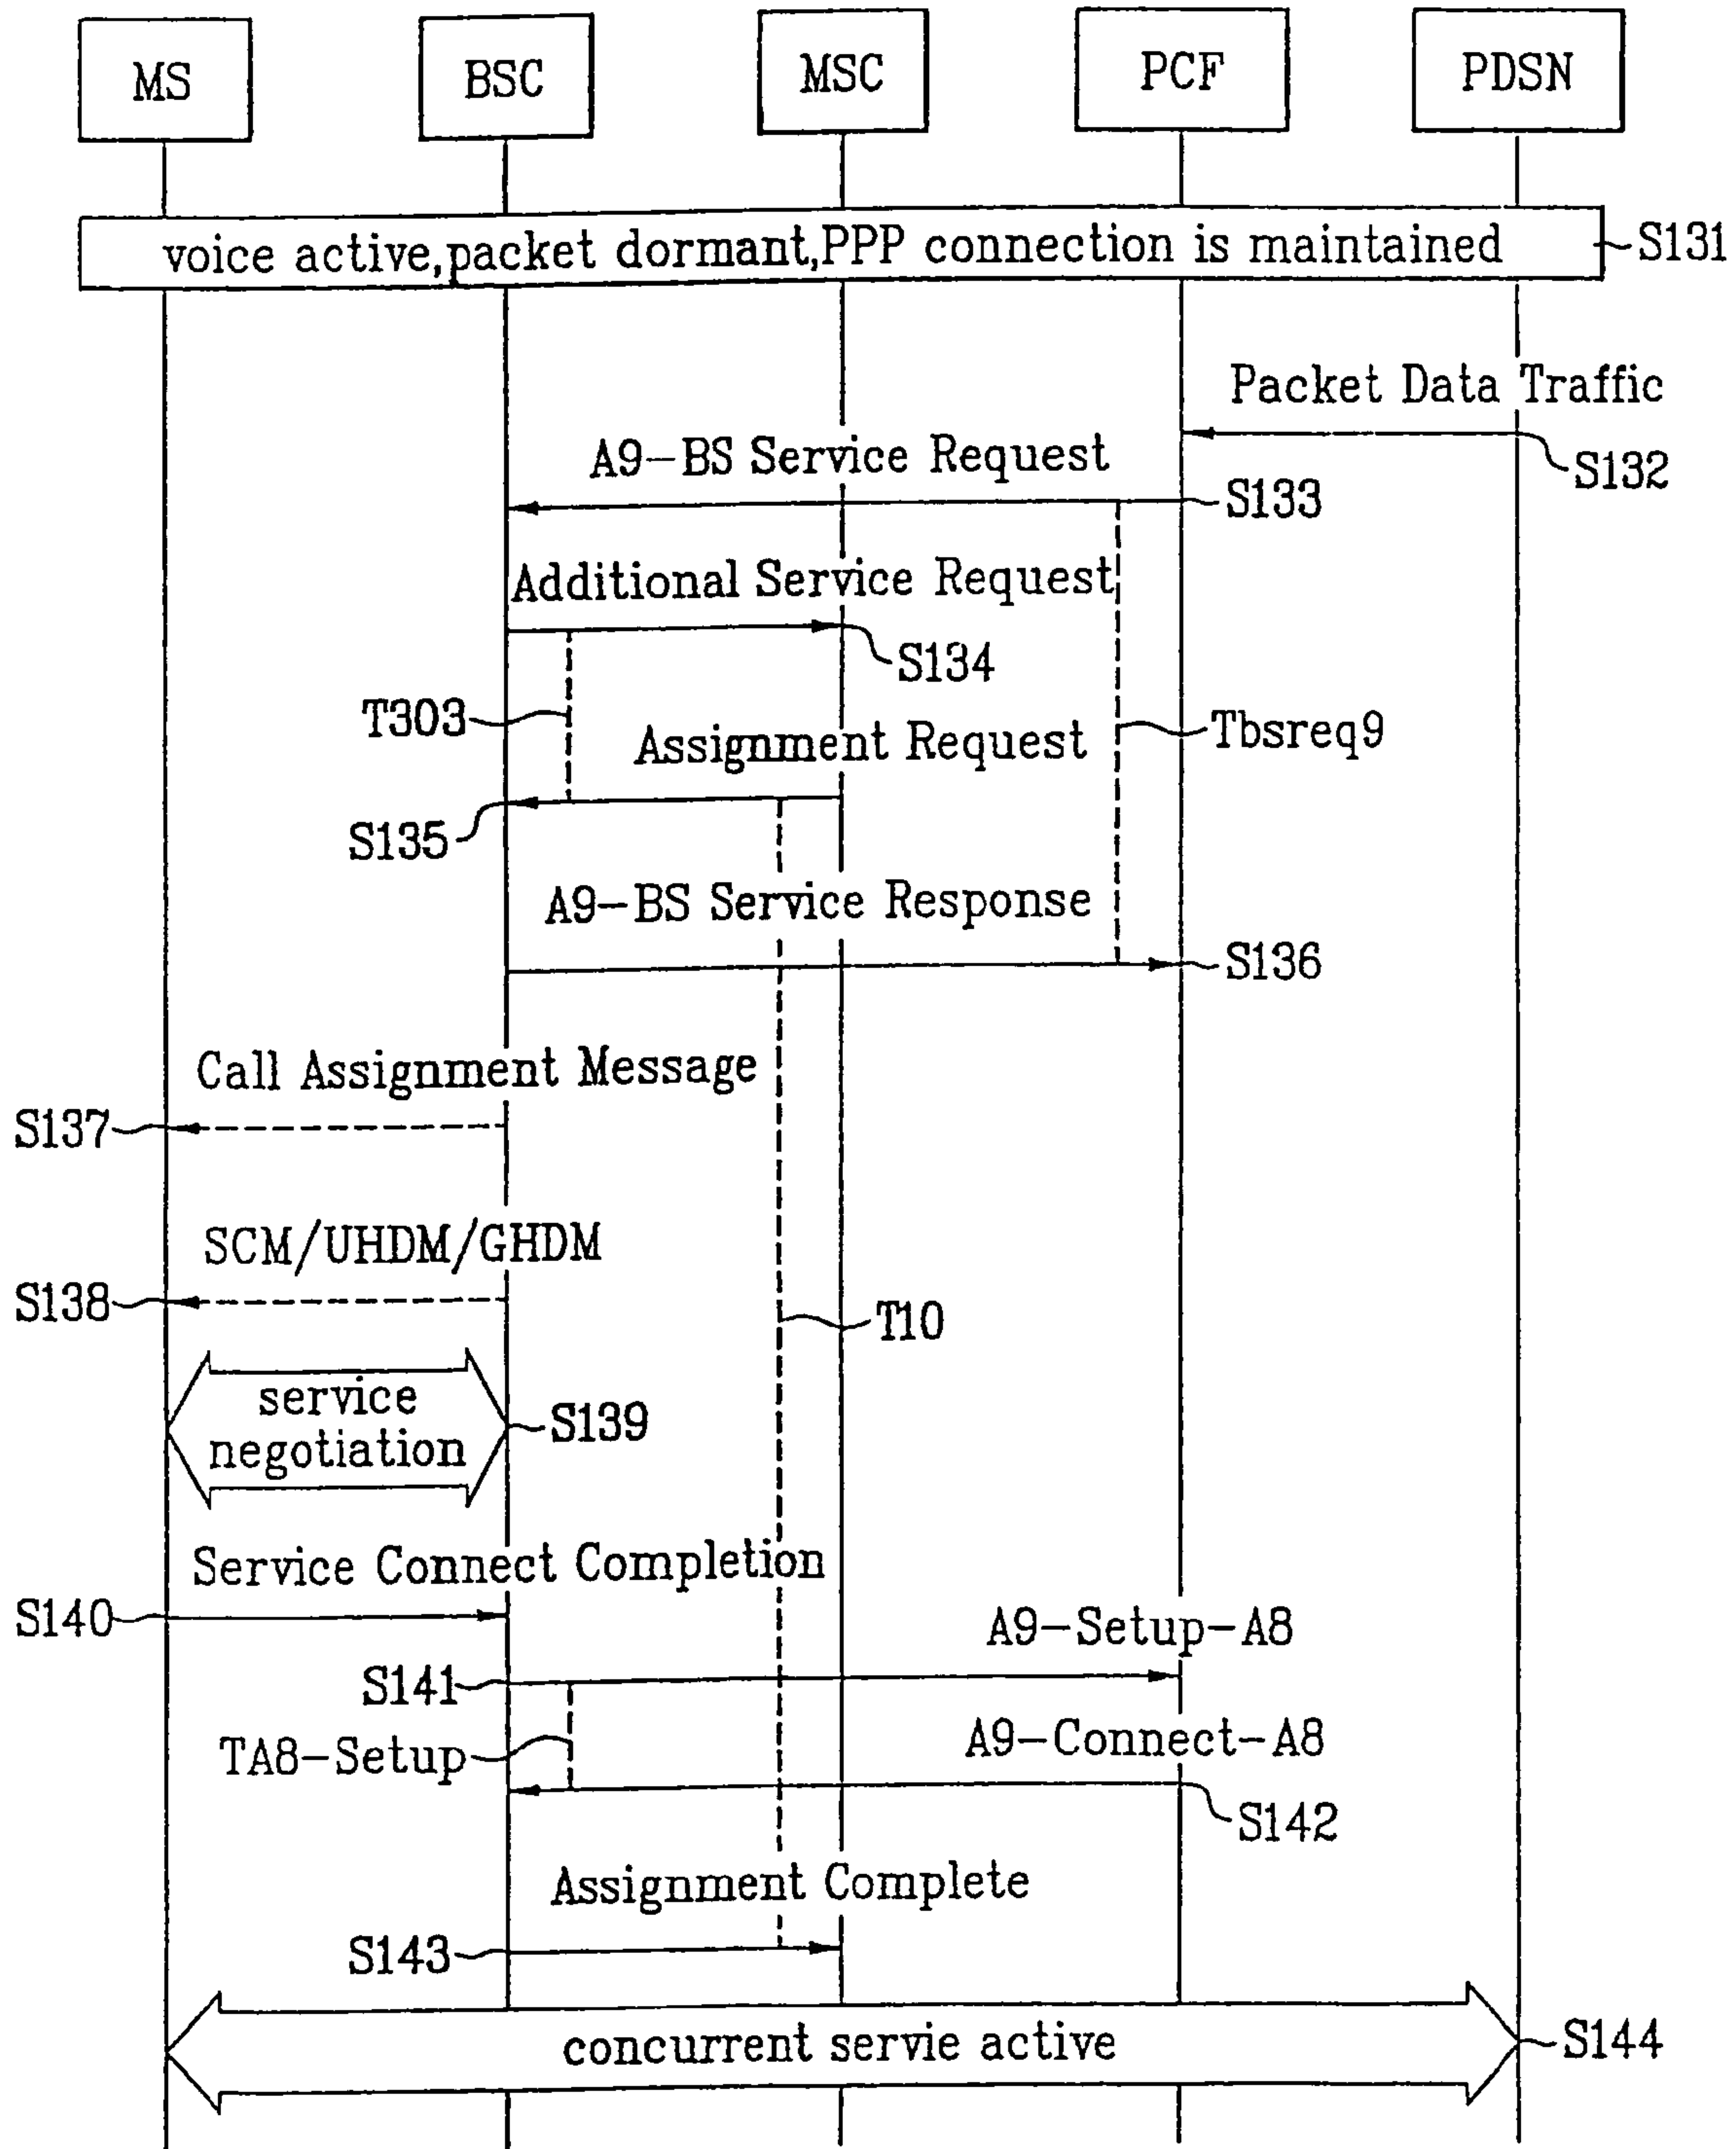 MS
BSC
MSC
PCF
PDSN
voice active,packet dormant,PPP connection is maintained
S131
Packet Data Traffic
S132
A9-BS Service Request
S133
Additional Service Request
S134
T303
Assignment Request
Tbsreq9
S135
A9-BS Service Response
S136
Call Assignment Message
S137
SCM/UHDM/GHDM
S138
T10
service
negotiation
S139
Service Connect Completion
S140
A9-Setup-A8
S141
TA8-Setup
A9-Connect-A8
S142
Assignment Complete
S143
concurrent servie active
S144